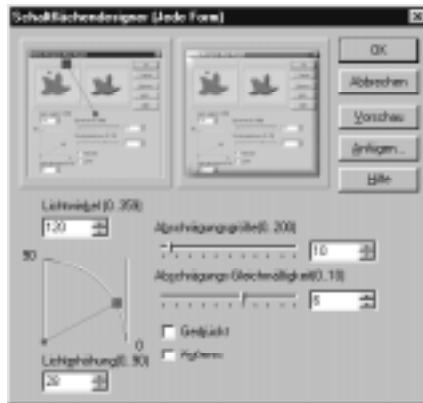 Schaltflächendesigner (Jede Form)
OK
Abbrechen
Vorschau
Anfügen...
Hilfe
Lichtwinkel (0..359)
120
Abschrägungsgröße(0..200)
10
90
Abschrägungs-Gleichmäßigkeit(0..10)
5
Gedrückt
0
Lichterhöhung(0..90)
28